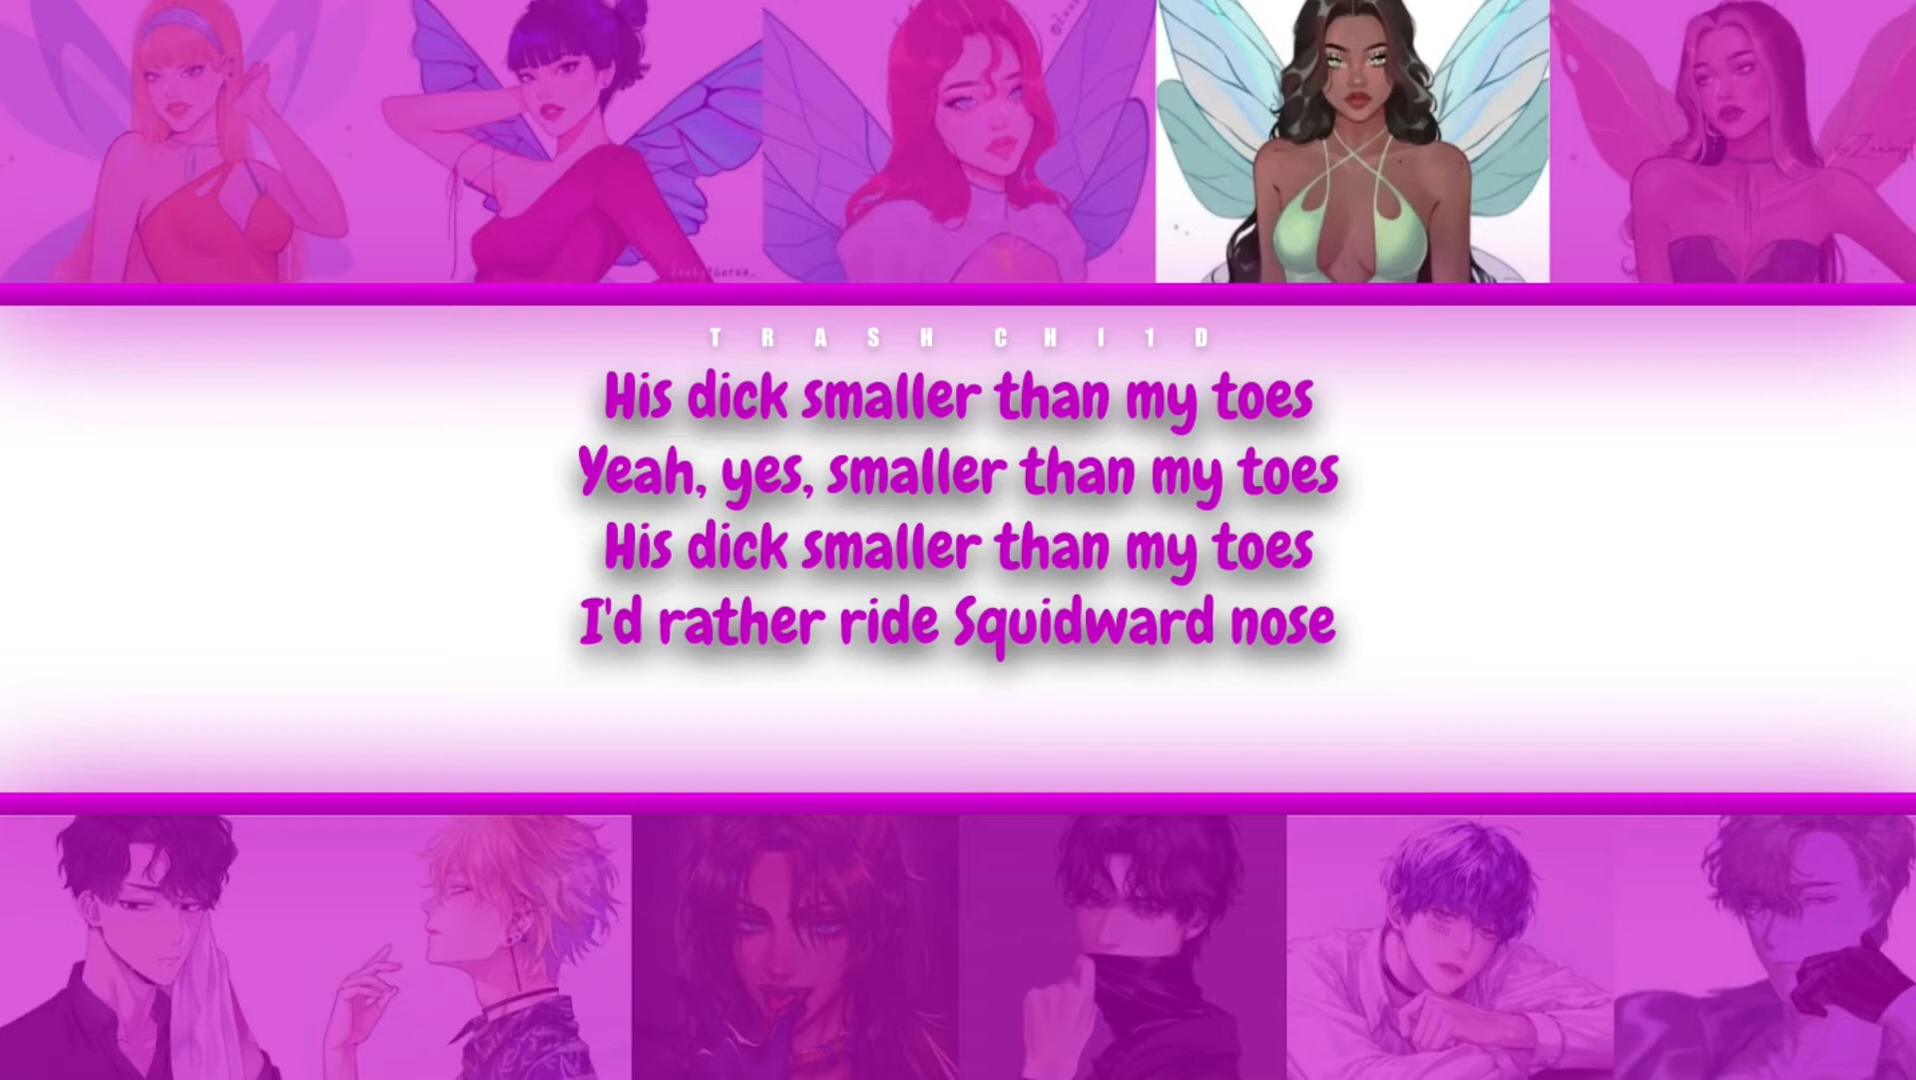 T R A S H C H I 1 D
His dick smaller than my toes
Yeah, yes, smaller than my toes
His dick smaller than my toes
I'd rather ride Squidward nose